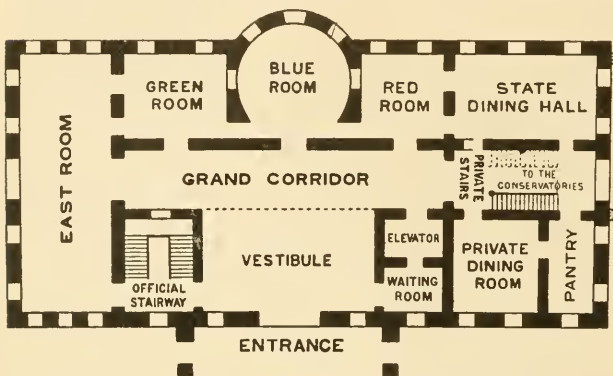 GREEN
ROOM
BLUE
ROOM
RED
ROOM
STATE
DINING HALL
EAST ROOM
GRAND CORRIDOR
PRIVATE
STAIRS
TO THE
CONSERVATORIES
OFFICIAL
STAIRWAY
VESTIBULE
ELEVATOR
WAITING
ROOM
PRIVATE
DINING
ROOM
PANTRY
ENTRANCE